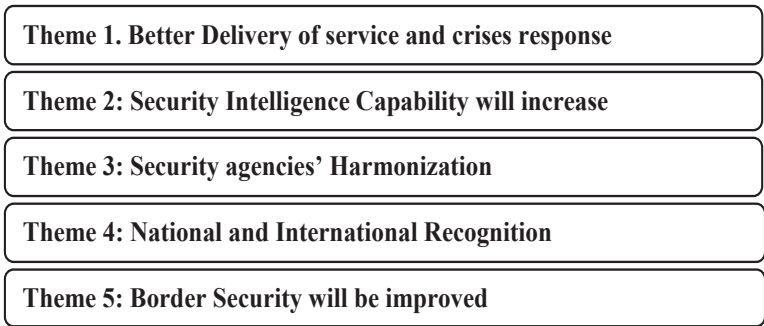 Theme 1. Better Delivery of service and crises response
Theme 2: Security Intelligence Capability will increase
Theme 3: Security agencies’ Harmonization
Theme 4: National and International Recognition
Theme 5: Border Security will be improved